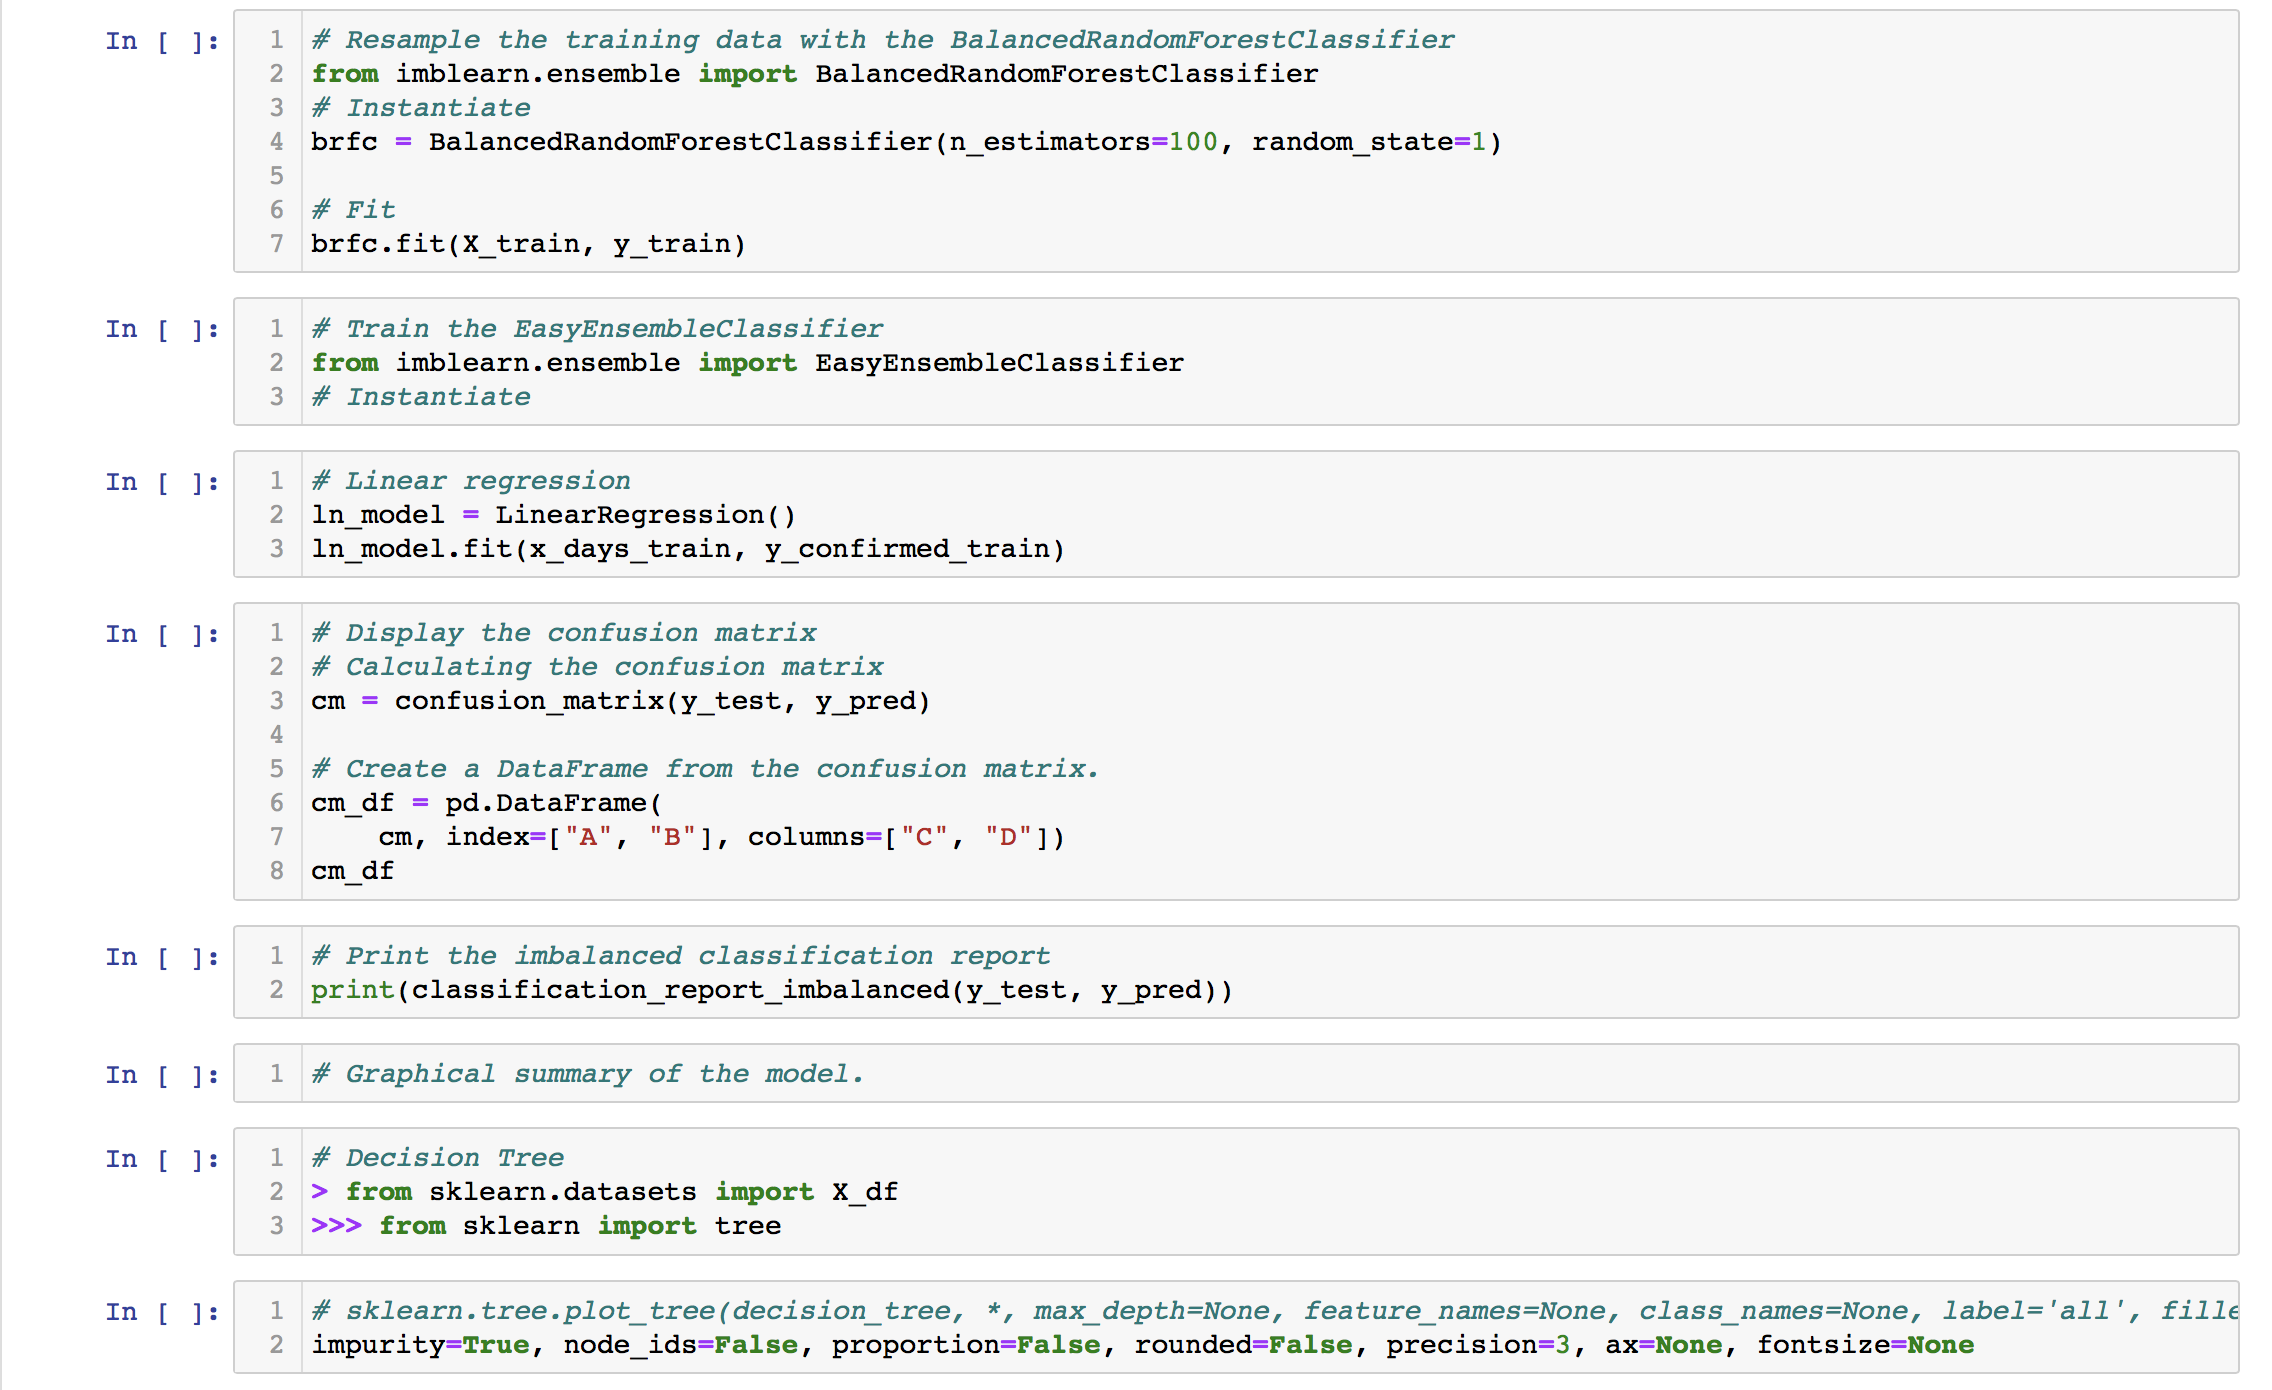 In [ ]:
1 # Resample the training data with the BalancedRandomForestClassifier
2 from imblearn.ensemble import BalancedRandomForestClassifier
3 # Instantiate
4 brfc = BalancedRandomForestClassifier(n_estimators=100, random_state=1)
5
6 # Fit
7 brfc.fit(X_train, y_train)
In [ ]:
1 # Train the EasyEnsembleClassifier
2 from imblearn.ensemble import EasyEnsembleClassifier
3 # Instantiate
In [ ]:
1 # Linear regression
2 ln_model = LinearRegression()
3 ln_model.fit(x_days_train, y_confirmed_train)
In [ ]:
1 # Display the confusion matrix
2 # Calculating the confusion matrix
3 cm = confusion_matrix(y_test, y_pred)
4
5 # Create a DataFrame from the confusion matrix.
6 cm_df = pd.DataFrame(
7     cm, index=["A", "B"], columns=["C", "D"])
8 cm_df
In [ ]:
1 # Print the imbalanced classification report
2 print(classification_report_imbalanced(y_test, y_pred))
In [ ]:
1 # Graphical summary of the model.
In [ ]:
1 # Decision Tree
2 > from sklearn.datasets import X_df
3 >>> from sklearn import tree
In [ ]:
1 # sklearn.tree.plot_tree(decision_tree, *, max_depth=None, feature_names=None, class_names=None, label='all', fille
2 impurity=True, node_ids=False, proportion=False, rounded=False, precision=3, ax=None, fontsize=None